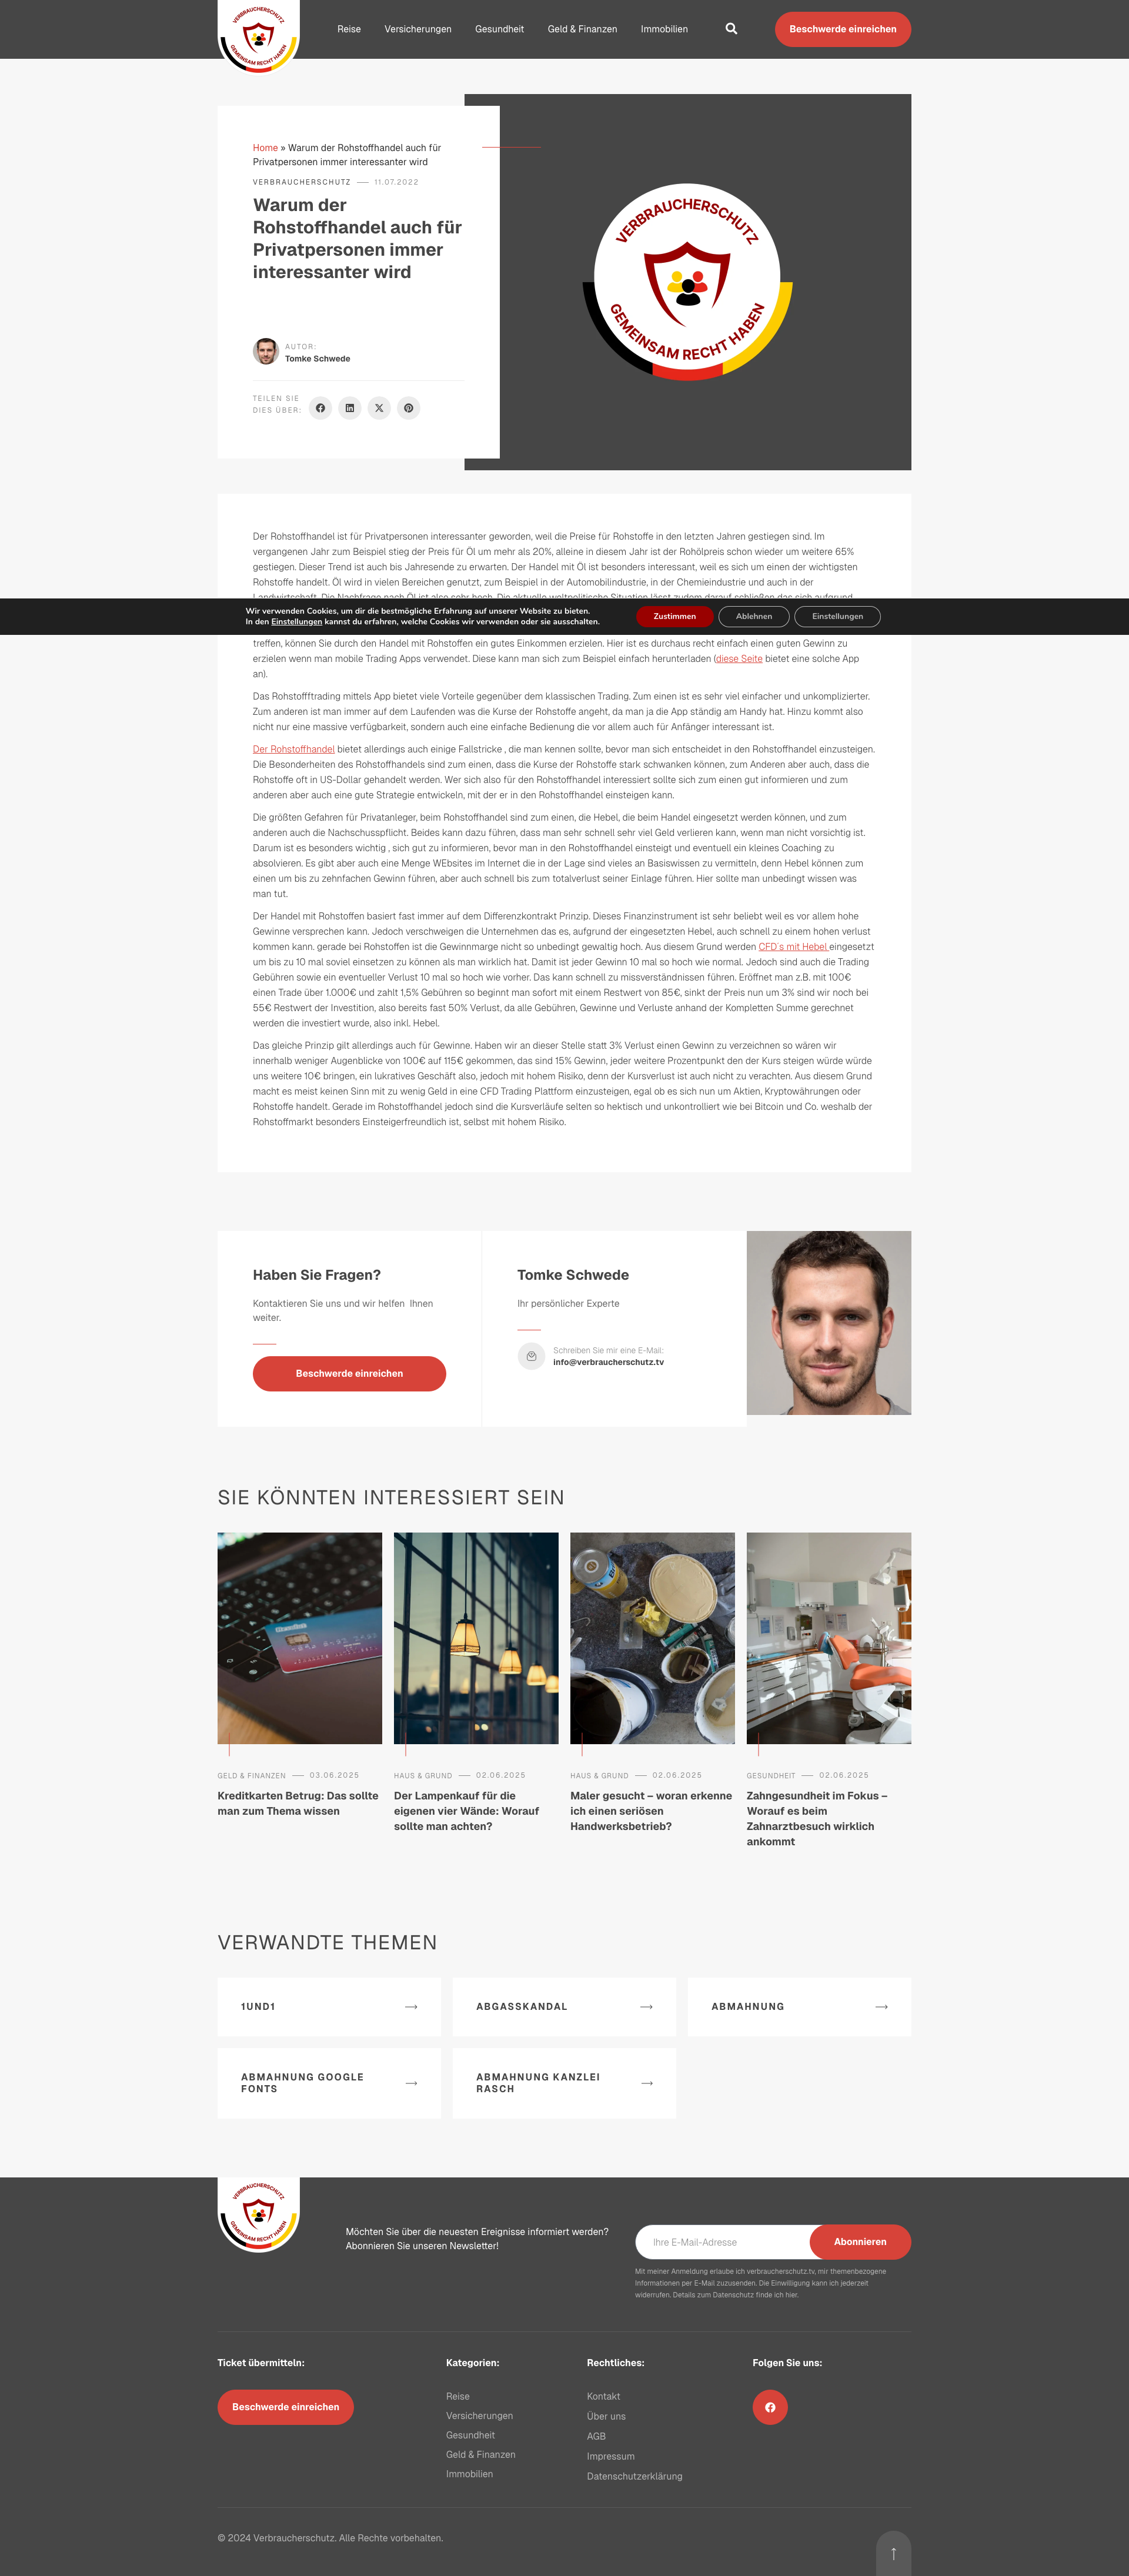 VERBRAUCHERSCHUTZ
GEMEINSAM RECHT HABEN
Reise
Versicherungen
Gesundheit
Geld & Finanzen
Immobilien
Beschwerde einreichen
Home » Warum der Rohstoffhandel auch für
Privatpersonen immer interessanter wird
VERBRAUCHERSCHUTZ — 11.07.2022
Warum der
Rohstoffhandel auch für
Privatpersonen immer
interessanter wird
AUTOR:
Tomke Schwede
TEILEN SIE
DIES ÜBER:
VERBRAUCHERSCHUTZ
GEMEINSAM RECHT HABEN
Der Rohstoffhandel ist für Privatpersonen interessanter geworden, weil die Preise für Rohstoffe in den letzten Jahren gestiegen sind. Im
vergangenen Jahr zum Beispiel stieg der Preis für Öl um mehr als 20%, alleine in diesem Jahr ist der Rohölpreis schon wieder um weitere 65%
gestiegen. Dieser Trend ist auch bis Jahresende zu erwarten. Der Handel mit Öl ist besonders interessant, weil es sich um einen der wichtigsten
Rohstoffe handelt. Öl wird in vielen Bereichen genutzt, zum Beispiel in der Automobilindustrie, in der Chemieindustrie und auch in der
Landwirtschaft. Die Nachfrage nach Öl ist also sehr hoch. Die aktuelle weltpolitische Situation lässt zudem darauf schließen das sich aufgrund
Wir verwenden Cookies, um dir die bestmögliche Erfahrung auf unserer Website zu bieten.
In den Einstellungen kannst du erfahren, welche Cookies wir verwenden oder sie ausschalten.
Zustimmen
Ablehnen
Einstellungen
treffen, können Sie durch den Handel mit Rohstoffen ein gutes Einkommen erzielen. Hier ist es durchaus recht einfach einen guten Gewinn zu
erzielen wenn man mobile Trading Apps verwendet. Diese kann man sich zum Beispiel einfach herunterladen (diese Seite bietet eine solche App
an).
Das Rohstoffftrading mittels App bietet viele Vorteile gegenüber dem klassischen Trading. Zum einen ist es sehr viel einfacher und unkomplizierter.
Zum anderen ist man immer auf dem Laufenden was die Kurse der Rohstoffe angeht, da man ja die App ständig am Handy hat. Hinzu kommt also
nicht nur eine massive verfügbarkeit, sondern auch eine einfache Bedienung die vor allem auch für Anfänger interessant ist.
Der Rohstoffhandel bietet allerdings auch einige Fallstricke , die man kennen sollte, bevor man sich entscheidet in den Rohstoffhandel einzusteigen.
Die Besonderheiten des Rohstoffhandels sind zum einen, dass die Kurse der Rohstoffe stark schwanken können, zum Anderen aber auch, dass die
Rohstoffe oft in US-Dollar gehandelt werden. Wer sich also für den Rohstoffhandel interessiert sollte sich zum einen gut informieren und zum
anderen aber auch eine gute Strategie entwickeln, mit der er in den Rohstoffhandel einsteigen kann.
Die größten Gefahren für Privatanleger, beim Rohstoffhandel sind zum einen, die Hebel, die beim Handel eingesetzt werden können, und zum
anderen auch die Nachschusspflicht. Beides kann dazu führen, dass man sehr schnell sehr viel Geld verlieren kann, wenn man nicht vorsichtig ist.
Darum ist es besonders wichtig , sich gut zu informieren, bevor man in den Rohstoffhandel einsteigt und eventuell ein kleines Coaching zu
absolvieren. Es gibt aber auch eine Menge WEbsites im Internet die in der Lage sind vieles an Basiswissen zu vermitteln, denn Hebel können zum
einen um bis zu zehnfachen Gewinn führen, aber auch schnell bis zum totalverlust seiner Einlage führen. Hier sollte man unbedingt wissen was
man tut.
Der Handel mit Rohstoffen basiert fast immer auf dem Differenzkontrakt Prinzip. Dieses Finanzinstrument ist sehr beliebt weil es vor allem hohe
Gewinne versprechen kann. Jedoch verschweigen die Unternehmen das es, aufgrund der eingesetzten Hebel, auch schnell zu einem hohen verlust
kommen kann. gerade bei Rohstoffen ist die Gewinnmarge nicht so unbedingt gewaltig hoch. Aus diesem Grund werden CFD´s mit Hebel eingesetzt
um bis zu 10 mal soviel einsetzen zu können als man wirklich hat. Damit ist jeder Gewinn 10 mal so hoch wie normal. Jedoch sind auch die Trading
Gebühren sowie ein eventueller Verlust 10 mal so hoch wie vorher. Das kann schnell zu missverständnissen führen. Eröffnet man z.B. mit 100€
einen Trade über 1.000€ und zahlt 1,5% Gebühren so beginnt man sofort mit einem Restwert von 85€, sinkt der Preis nun um 3% sind wir noch bei
55€ Restwert der Investition, also bereits fast 50% Verlust, da alle Gebühren, Gewinne und Verluste anhand der Kompletten Summe gerechnet
werden die investiert wurde, also inkl. Hebel.
Das gleiche Prinzip gilt allerdings auch für Gewinne. Haben wir an dieser Stelle statt 3% Verlust einen Gewinn zu verzeichnen so wären wir
innerhalb weniger Augenblicke von 100€ auf 115€ gekommen, das sind 15% Gewinn, jeder weitere Prozentpunkt den der Kurs steigen würde würde
uns weitere 10€ bringen, ein lukratives Geschäft also, jedoch mit hohem Risiko, denn der Kursverlust ist auch nicht zu verachten. Aus diesem Grund
macht es meist keinen Sinn mit zu wenig Geld in eine CFD Trading Plattform einzusteigen, egal ob es sich nun um Aktien, Kryptowährungen oder
Rohstoffe handelt. Gerade im Rohstoffhandel jedoch sind die Kursverläufe selten so hektisch und unkontrolliert wie bei Bitcoin und Co. weshalb der
Rohstoffmarkt besonders Einsteigerfreundlich ist, selbst mit hohem Risiko.
Haben Sie Fragen?
Kontaktieren Sie uns und wir helfen Ihnen
weiter.
Beschwerde einreichen
Tomke Schwede
Ihr persönlicher Experte
Schreiben Sie mir eine E-Mail:
info@verbraucherschutz.tv
SIE KÖNNTEN INTERESSIERT SEIN
GELD & FINANZEN — 03.06.2025
Kreditkarten Betrug: Das sollte
man zum Thema wissen
HAUS & GRUND — 02.06.2025
Der Lampenkauf für die
eigenen vier Wände: Worauf
sollte man achten?
HAUS & GRUND — 02.06.2025
Maler gesucht – woran erkenne
ich einen seriösen
Handwerksbetrieb?
GESUNDHEIT — 02.06.2025
Zahngesundheit im Fokus –
Worauf es beim
Zahnarztbesuch wirklich
ankommt
VERWANDTE THEMEN
1UND1
ABGASSKANDAL
ABMAHNUNG
ABMAHNUNG GOOGLE
FONTS
ABMAHNUNG KANZLEI
RASCH
VERBRAUCHERSCHUTZ
GEMEINSAM RECHT HABEN
Möchten Sie über die neuesten Ereignisse informiert werden?
Abonnieren Sie unseren Newsletter!
Ihre E-Mail-Adresse
Abonnieren
Mit meiner Anmeldung erlaube ich verbraucherschutz.tv, mir themenbezogene
Informationen per E-Mail zuzusenden. Die Einwilligung kann ich jederzeit
widerrufen. Details zum Datenschutz finde ich hier.
Ticket übermitteln:
Beschwerde einreichen
Kategorien:
Reise
Versicherungen
Gesundheit
Geld & Finanzen
Immobilien
Rechtliches:
Kontakt
Über uns
AGB
Impressum
Datenschutzerklärung
Folgen Sie uns:
© 2024 Verbraucherschutz. Alle Rechte vorbehalten.